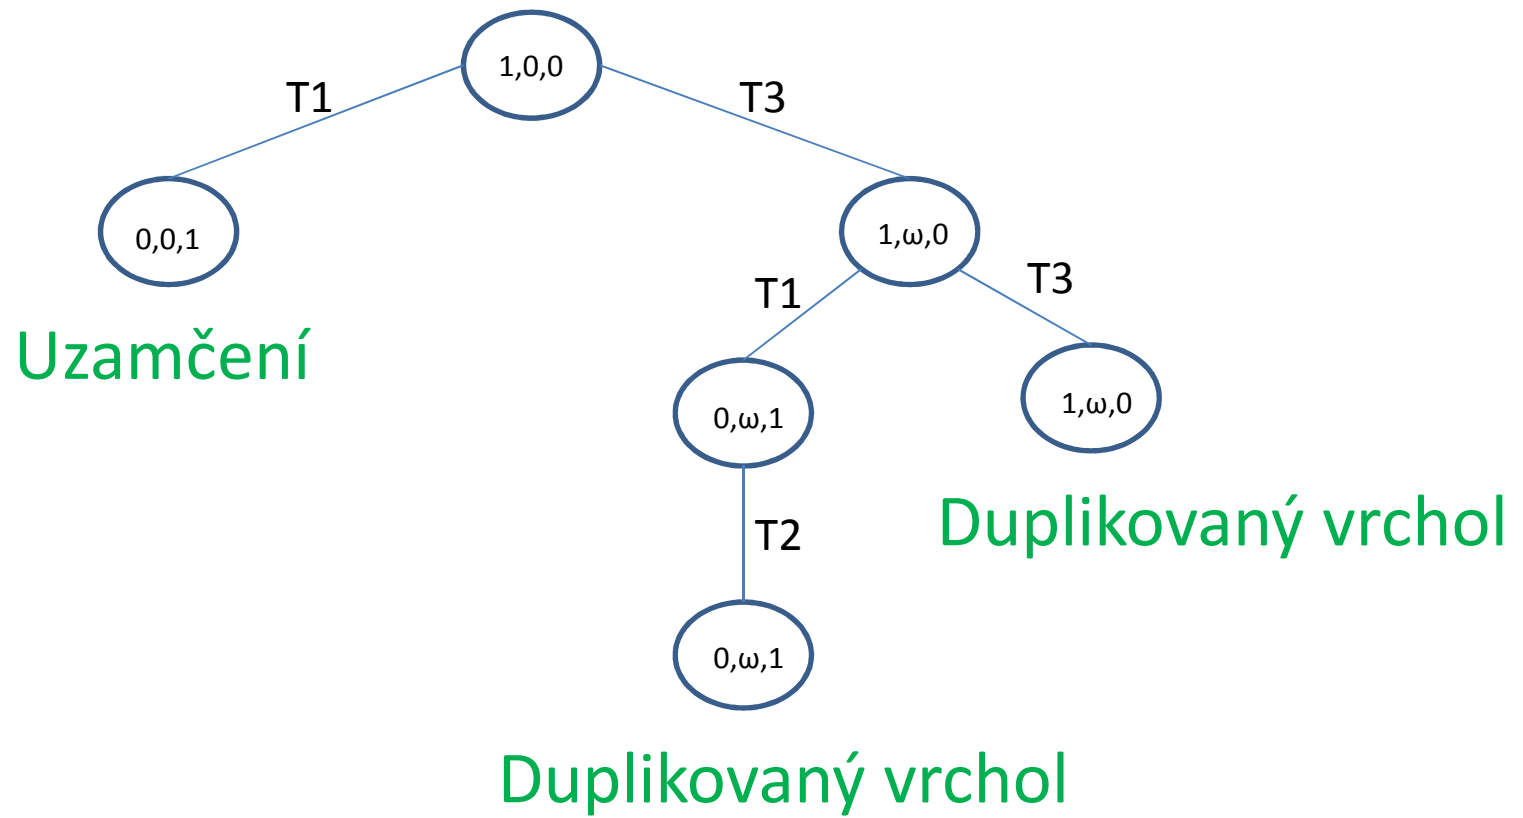 1,0,0
T1
T3
0,0,1
1,ω,0
T1
T3
Uzamčení
0,ω,1
1,ω,0
Duplikovaný vrchol
T2
0,ω,1
Duplikovaný vrchol